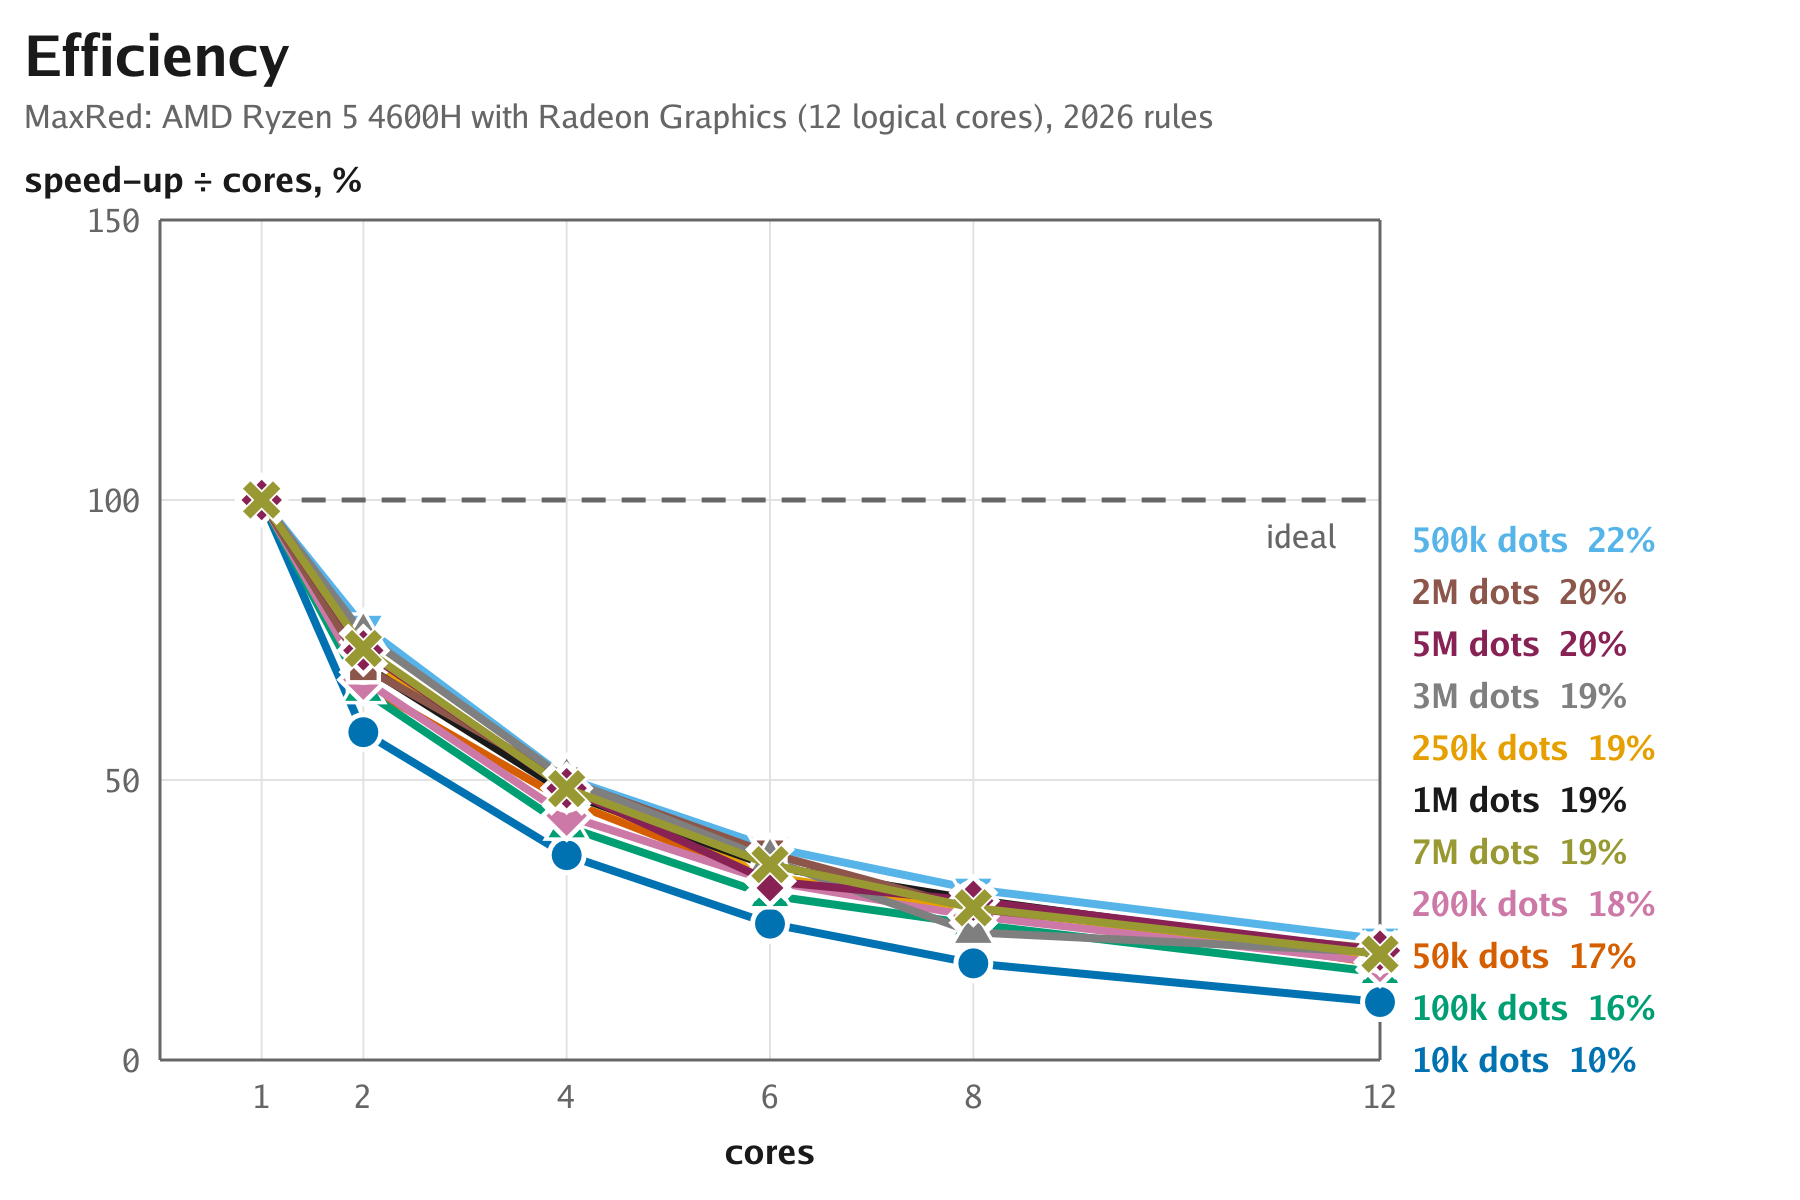 Efficiency
MaxRed: AMD Ryzen 5 4600H with Radeon Graphics (12 logical cores), 2026 rules
speed-up ÷ cores, %
150
100
50
0
ideal
500k dots 22%
2M dots 20%
5M dots 20%
3M dots 19%
250k dots 19%
1M dots 19%
7M dots 19%
200k dots 18%
50k dots 17%
100k dots 16%
10k dots 10%
1 2 4 6 8 12
cores